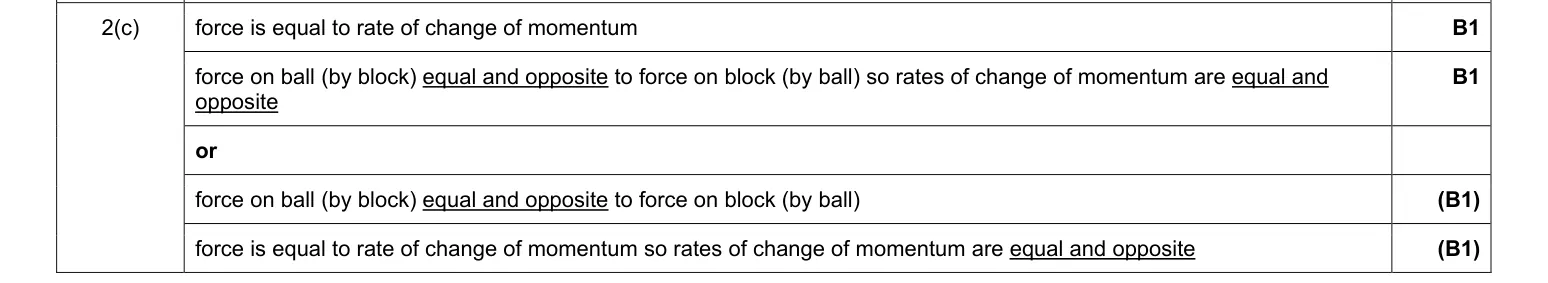 2(c) force is equal to rate of change of momentum B1
force on ball (by block) equal and opposite to force on block (by ball) so rates of change of momentum are equal and B1
opposite
or
force on ball (by block) equal and opposite to force on block (by ball) (B1)
force is equal to rate of change of momentum so rates of change of momentum are equal and opposite (B1)